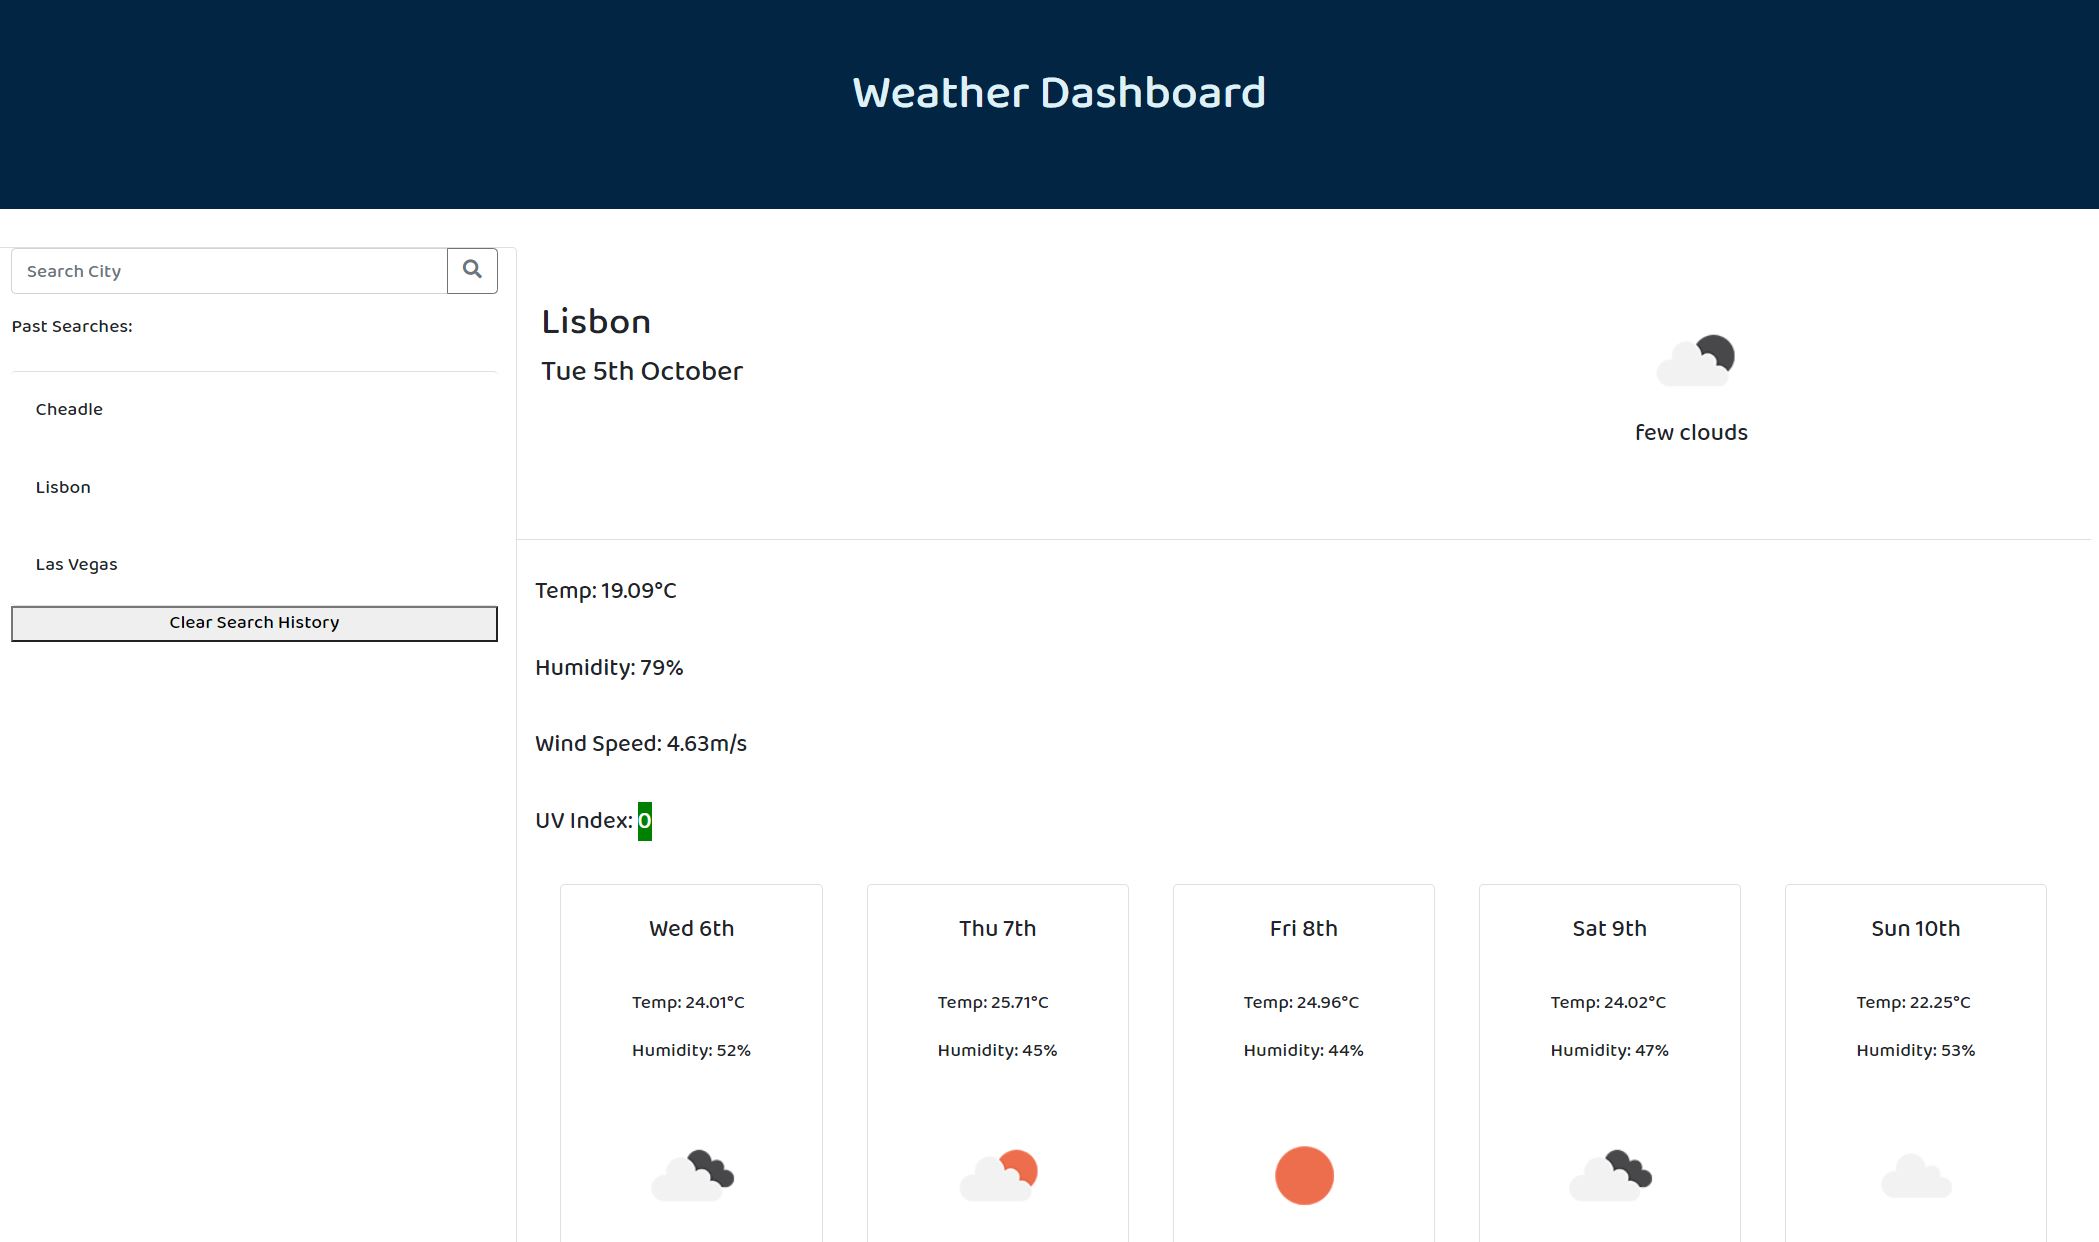 Weather Dashboard
Search City
Past Searches:
Cheadle
Lisbon
Las Vegas
Clear Search History
Lisbon
Tue 5th October
few clouds
Temp: 19.09°C
Humidity: 79%
Wind Speed: 4.63m/s
UV Index: 0
Wed 6th
Temp: 24.01°C
Humidity: 52%
Thu 7th
Temp: 25.71°C
Humidity: 45%
Fri 8th
Temp: 24.96°C
Humidity: 44%
Sat 9th
Temp: 24.02°C
Humidity: 47%
Sun 10th
Temp: 22.25°C
Humidity: 53%